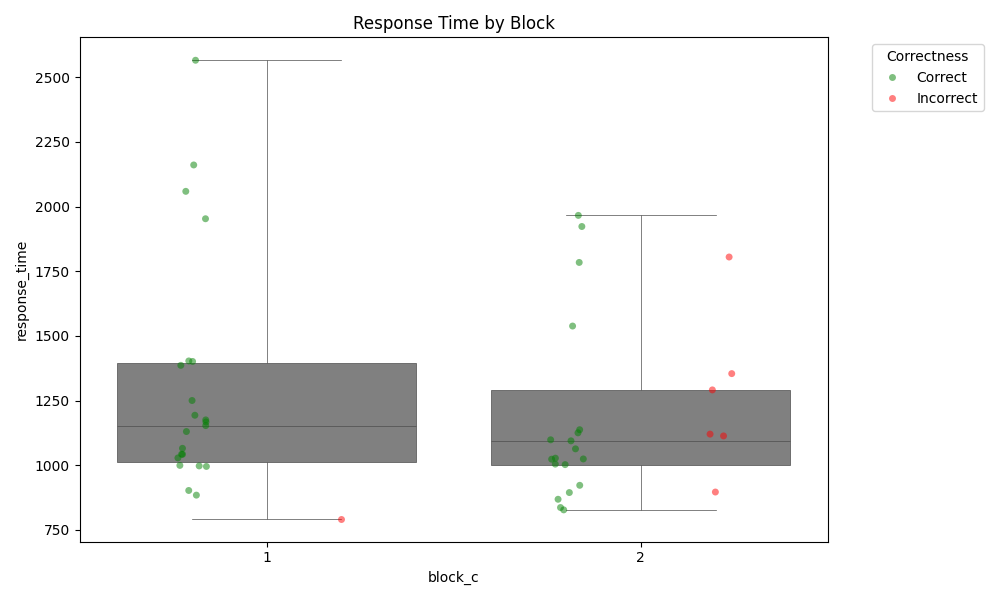 Response Time by Block
Correctness
Correct
Incorrect
2500
2250
2000
1750
1500
1250
1000
750
response_time
1
2
block_c